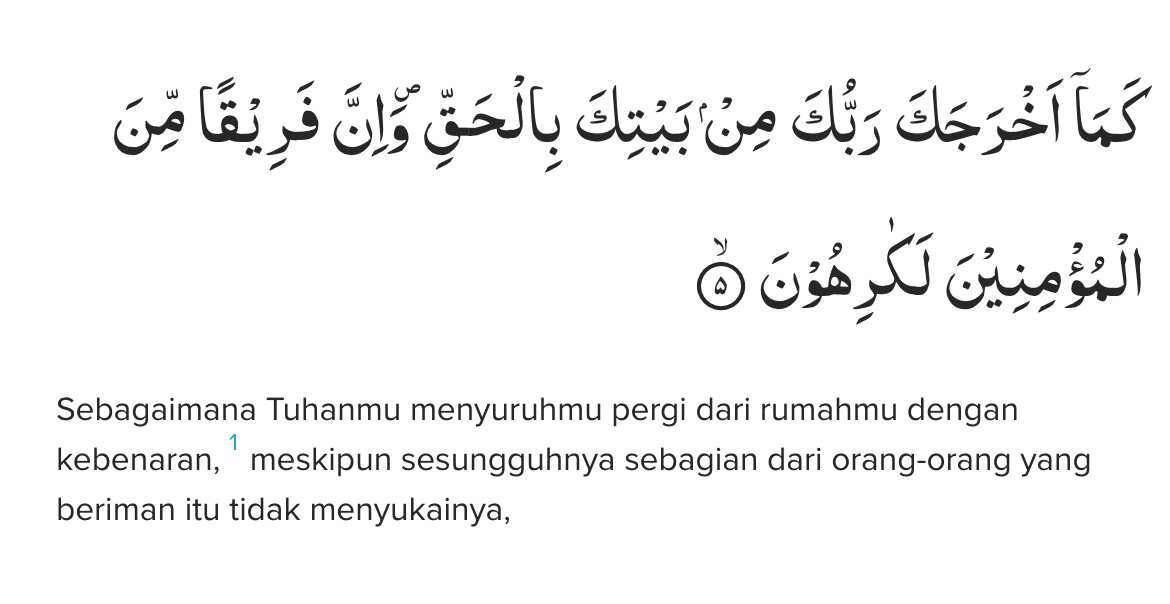 كَمَآ اَخْرَجَكَ رَبُّكَ مِنْۢ بَيْتِكَ بِالْحَقِّۖ وَاِنَّ فَرِيْقًا مِّنَ
الْمُؤْمِنِيْنَ لَكٰرِهُوْنَ ۙ ۵
Sebagaimana Tuhanmu menyuruhmu pergi dari rumahmu dengan
kebenaran, 1 meskipun sesungguhnya sebagian dari orang-orang yang
beriman itu tidak menyukainya,